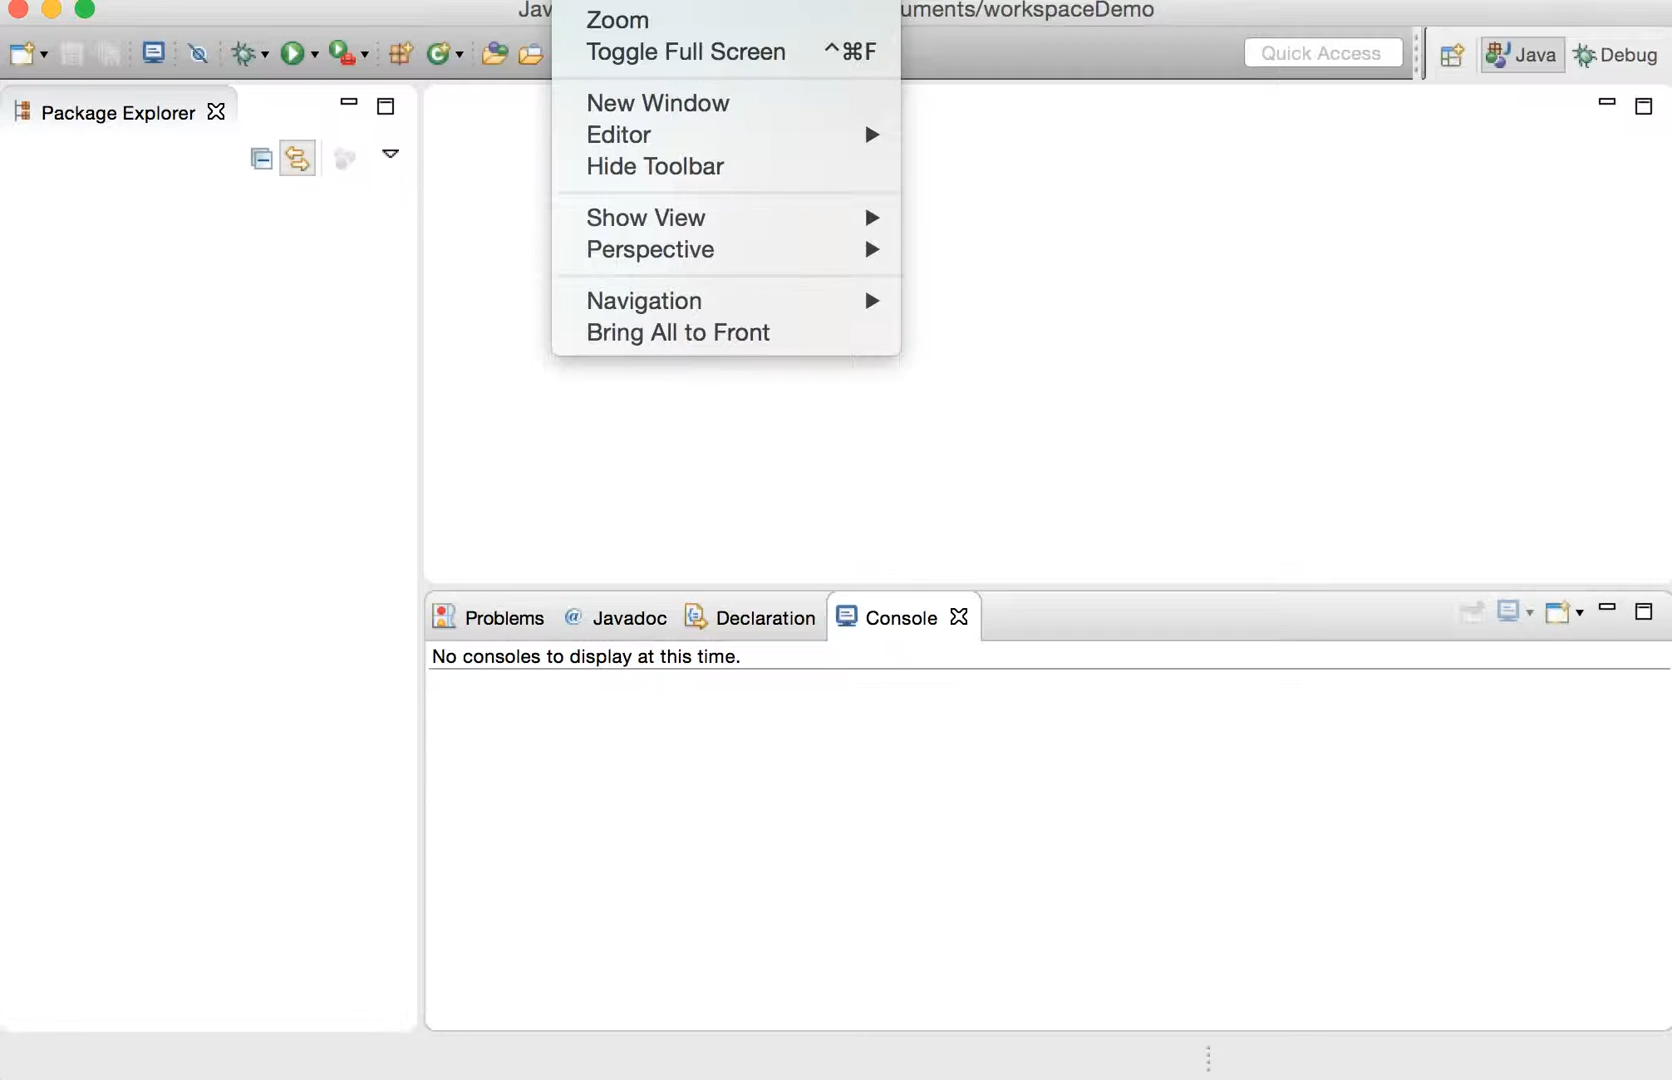 Jav
uments/workspaceDemo
Zoom
Toggle Full Screen ^⌘F
New Window
Editor
Hide Toolbar
Show View
Perspective
Navigation
Bring All to Front
Quick Access
Java
Debug
Package Explorer
Problems
@ Javadoc
Declaration
Console
No consoles to display at this time.